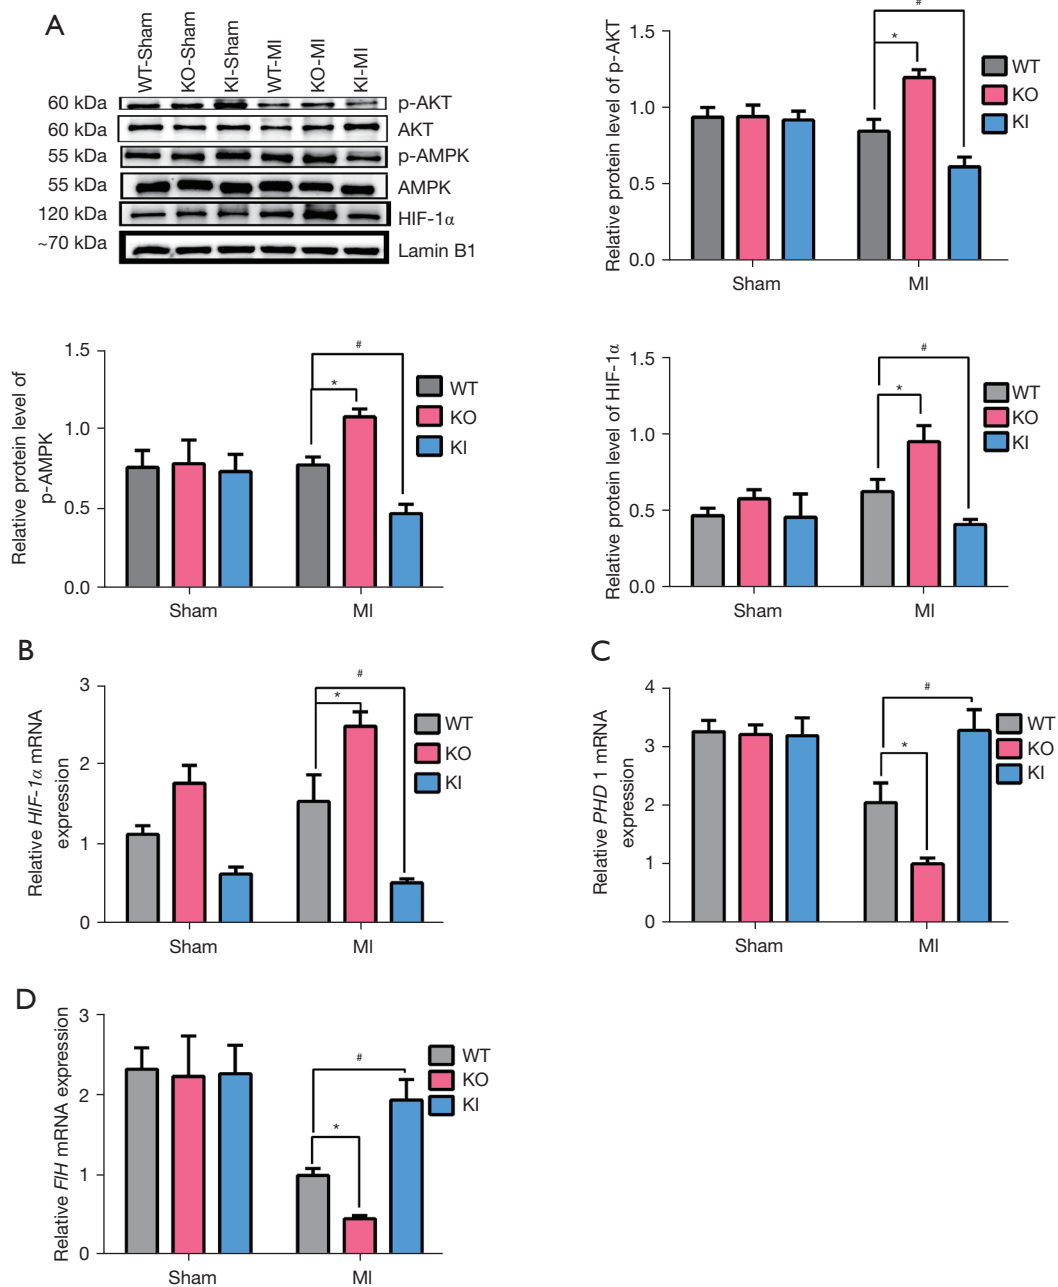 A
WT-Sham
KO-Sham
KI-Sham
WT-MI
KO-MI
KI-MI
60 kDa
p-AKT
60 kDa
AKT
55 kDa
p-AMPK
55 kDa
AMPK
120 kDa
HIF-1α
~70 kDa
Lamin B1
Relative protein level of p-AKT
1.5
1.0
0.5
0.0
#
*
WT
KO
KI
Sham
MI
Relative protein level of
p-AMPK
1.5
1.0
0.5
0.0
#
*
WT
KO
KI
Sham
MI
Relative protein level of HIF-1α
1.5
1.0
0.5
0.0
#
*
WT
KO
KI
Sham
MI
B
Relative HIF-1α mRNA
expression
3
2
1
0
#
*
WT
KO
KI
Sham
MI
C
Relative PHD 1 mRNA
expression
4
3
2
1
0
#
*
WT
KO
KI
Sham
MI
D
Relative FIH mRNA expression
3
2
1
0
#
*
WT
KO
KI
Sham
MI